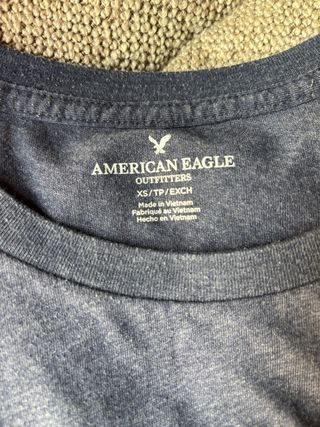 AMERICAN EAGLE
OUTFITTERS
XS/TP/EXCH
Made in Vietnam
Fabriqué au Vietnam
Hecho en Vietnam